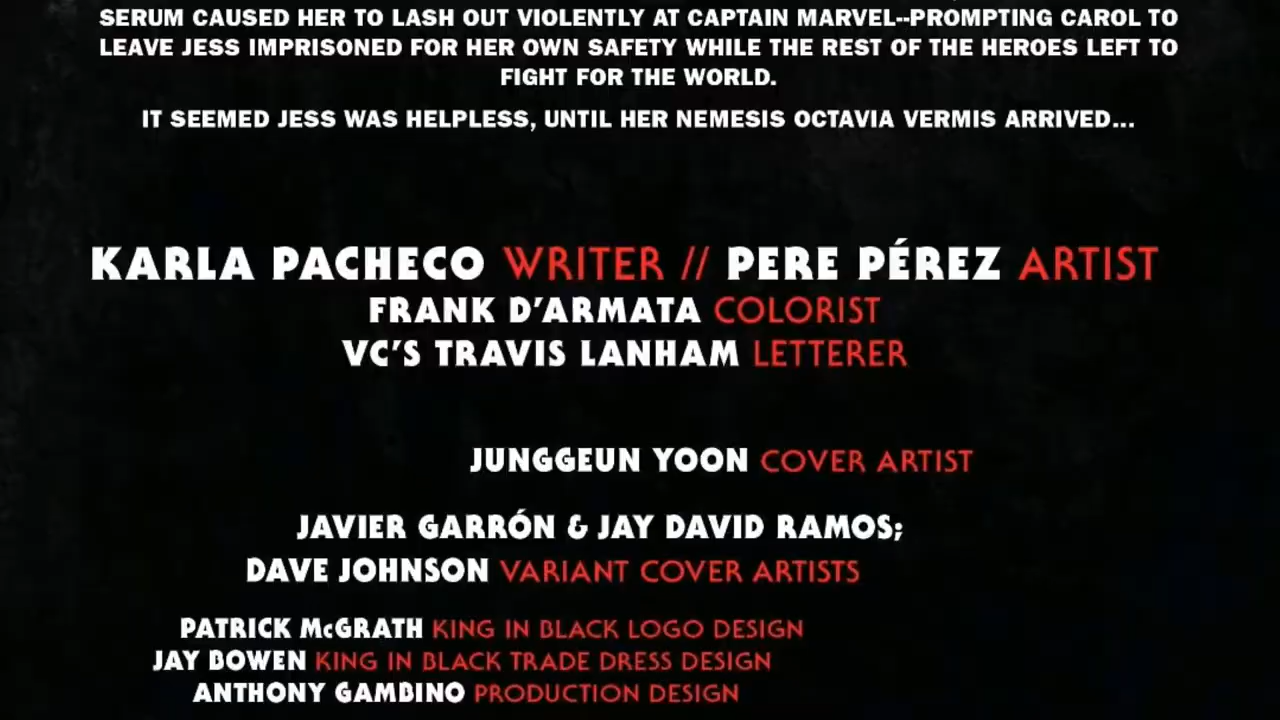 SERUM CAUSED HER TO LASH OUT VIOLENTLY AT CAPTAIN MARVEL--PROMPTING CAROL TO
LEAVE JESS IMPRISONED FOR HER OWN SAFETY WHILE THE REST OF THE HEROES LEFT TO
FIGHT FOR THE WORLD.
IT SEEMED JESS WAS HELPLESS, UNTIL HER NEMESIS OCTAVIA VERMIS ARRIVED...
KARLA PACHECO WRITER // PERE PÉREZ ARTIST
FRANK D'ARMATA COLORIST
VC'S TRAVIS LANHAM LETTERER
JUNGGEUN YOON COVER ARTIST
JAVIER GARRÓN & JAY DAVID RAMOS;
DAVE JOHNSON VARIANT COVER ARTISTS
PATRICK McGRATH KING IN BLACK LOGO DESIGN
JAY BOWEN KING IN BLACK TRADE DRESS DESIGN
ANTHONY GAMBINO PRODUCTION DESIGN